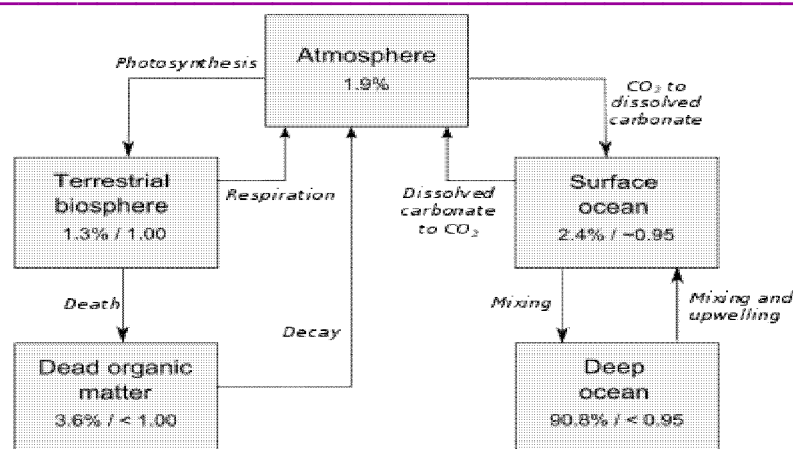 Atmosphere
1.9%
Photosynthesis
CO₂ to
dissolved
carbonate
Terrestrial
biosphere
1.3% / 1.00
Respiration
Dissolved
carbonate
to CO₂
Surface
ocean
2.4% / ~0.95
Death
Decay
Mixing
Mixing and
upwelling
Dead organic
matter
3.6% / < 1.00
Deep
ocean
90.8% / < 0.95